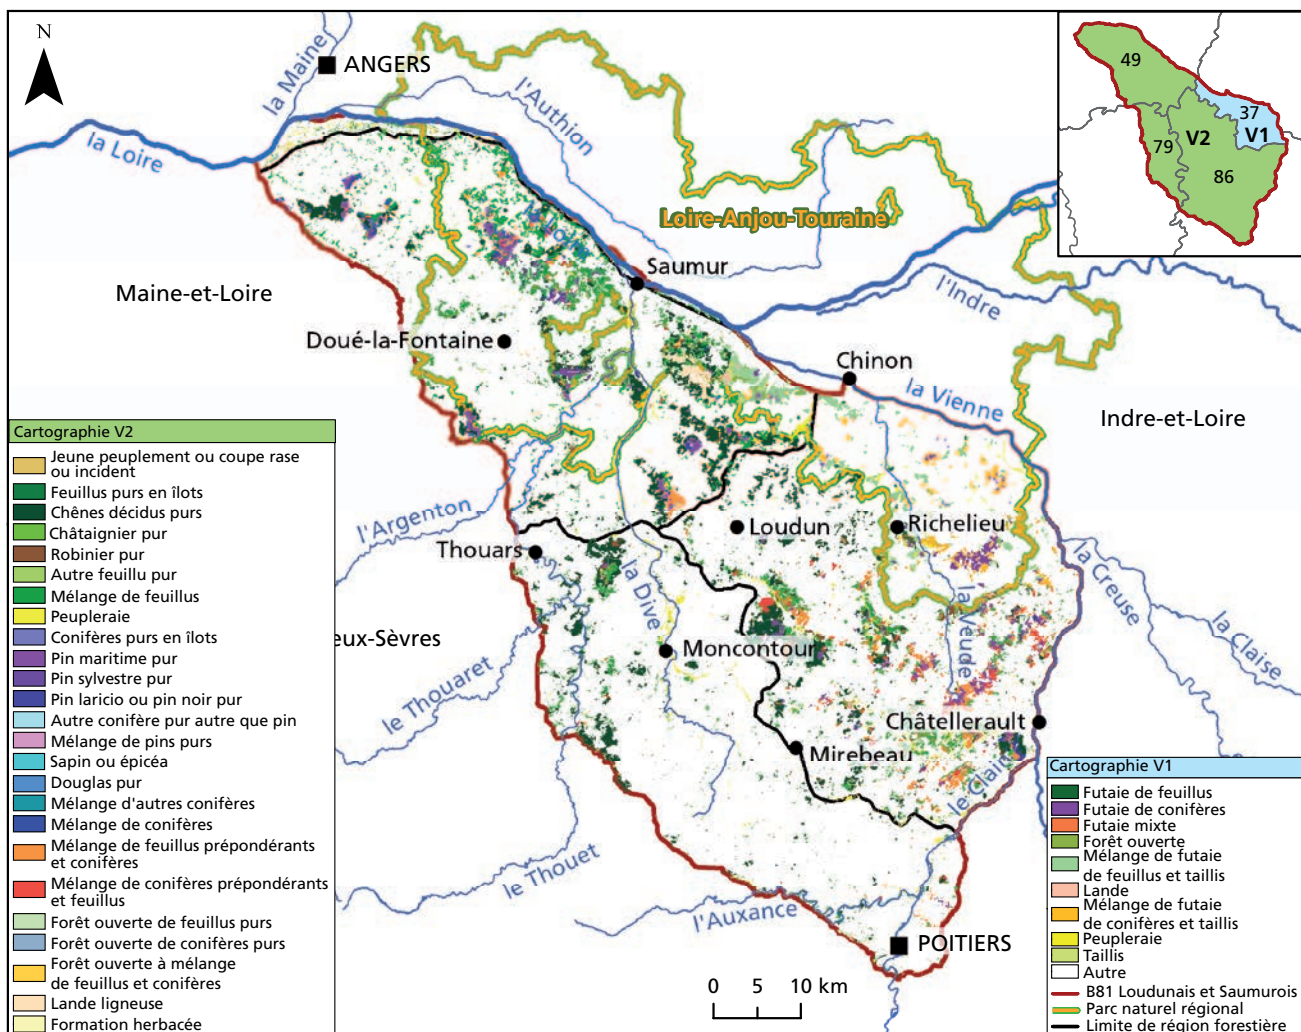 N
ANGERS
la Maine
la Loire
l'Authion
la Loire
Loire-Anjou-Touraine
49
37
V1
V2
79
86
Maine-et-Loire
Saumur
l'Indre
Doué-la-Fontaine
Chinon
la Vienne
Indre-et-Loire
l'Argenton
Loudun
Richelieu
Thouars
la Dive
la Veude
la Creuse
la Claise
eux-Sèvres
Moncontour
le Thouaret
Châtellerault
Mirebeau
le Clain
le Thouet
l'Auxance
POITIERS
0 5 10 km
Cartographie V2
Jeune peuplement ou coupe rase
ou incident
Feuillus purs en îlots
Chênes décidus purs
Châtaignier pur
Robinier pur
Autre feuillu pur
Mélange de feuillus
Peupleraie
Conifères purs en îlots
Pin maritime pur
Pin sylvestre pur
Pin laricio ou pin noir pur
Autre conifère pur autre que pin
Mélange de pins purs
Sapin ou épicéa
Douglas pur
Mélange d'autres conifères
Mélange de conifères
Mélange de feuillus prépondérants
et conifères
Mélange de conifères prépondérants
et feuillus
Forêt ouverte de feuillus purs
Forêt ouverte de conifères purs
Forêt ouverte à mélange
de feuillus et conifères
Lande ligneuse
Formation herbacée
Cartographie V1
Futaie de feuillus
Futaie de conifères
Futaie mixte
Forêt ouverte
Mélange de futaie
de feuillus et taillis
Lande
Mélange de futaie
de conifères et taillis
Peupleraie
Taillis
Autre
B81 Loudunais et Saumurois
Parc naturel régional
Limite de région forestière